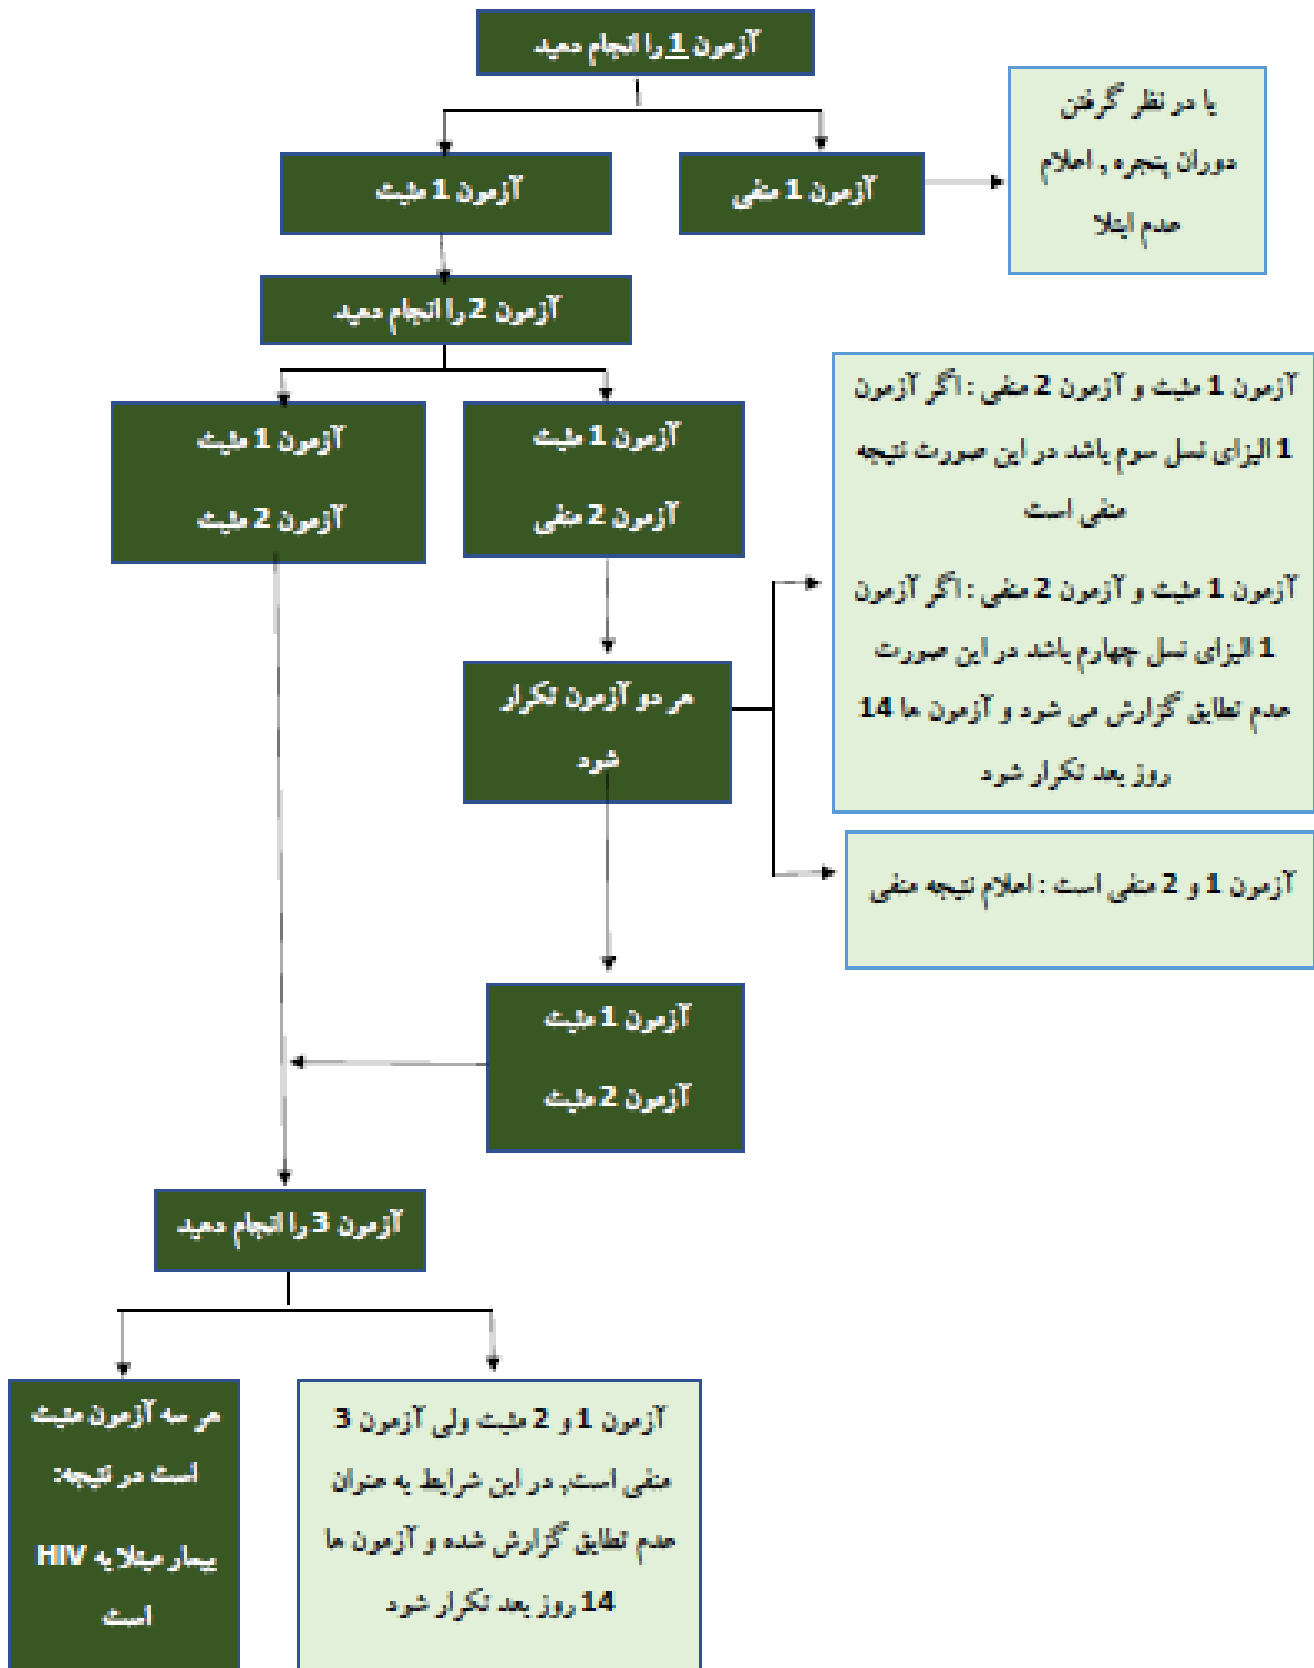 آزمون 1 را انجام دهید
با در نظر گرفتن
دوران پنجره , اعلام
عدم ابتلا
آزمون 1 منفی
آزمون 1 مثبت
آزمون 2 را انجام دهید
آزمون 1 مثبت
آزمون 2 منفی
آزمون 1 مثبت
آزمون 2 مثبت
آزمون 1 مثبت و آزمون 2 منفی : اگر آزمون
1 الیزای نسل سوم باشد در این صورت نتیجه
منفی است
آزمون 1 مثبت و آزمون 2 منفی : اگر آزمون
1 الیزای نسل چهارم باشد در این صورت
عدم تطابق گزارش می شود و آزمون ها 14
روز بعد تکرار شود
هر دو آزمون تکرار
شود
آزمون 1 و 2 منفی است : اعلام نتیجه منفی
آزمون 1 مثبت
آزمون 2 مثبت
آزمون 3 را انجام دهید
آزمون 1 و 2 مثبت ولی آزمون 3
منفی است, در این شرایط به عنوان
عدم تطابق گزارش شده و آزمون ها
14 روز بعد تکرار شود
هر سه آزمون مثبت
است در نتیجه:
بیمار مبتلا به HIV
است